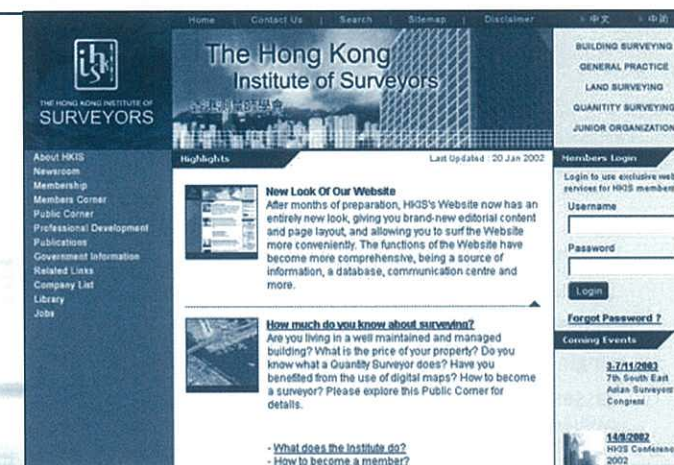 Home | Contact Us | Search | Sitemap | Disclaimer
中文
THE HONG KONG INSTITUTE OF
SURVEYORS
The Hong Kong
Institute of Surveyors
香港測量師學會
BUILDING SURVEYING
GENERAL PRACTICE
LAND SURVEYING
QUANITITY SURVEYING
JUNIOR ORGANIZATION
About HKIS
Newsroom
Membership
Members Corner
Public Corner
Professional Development
Publications
Government Information
Related Links
Company List
Library
Jobs
Highlights
Last Updated : 20 Jan 2002
New Look Of Our Website
After months of preparation, HKIS's Website now has an
entirely new look, giving you brand-new editorial content
and page layout, and allowing you to surf the Website
more conveniently. The functions of the Website have
become more comprehensive, being a source of
information, a database, communication centre and
more.
How much do you know about surveying?
Are you living in a well maintained and managed
building? What is the price of your property? Do you
know what a Quantity Surveyor does? Have you
benefited from the use of digital maps? How to become
a surveyor? Please explore this Public Corner for
details.
- What does the Institute do?
- How to become a member?
Members Login
Login to use exclusive web
services for HKIS members
Username
Password
Login
Forgot Password ?
Coming Events
3-7/11/2003
7th South East
Asian Surveyors
Congress
14/9/2002
HKIS Conference
2002